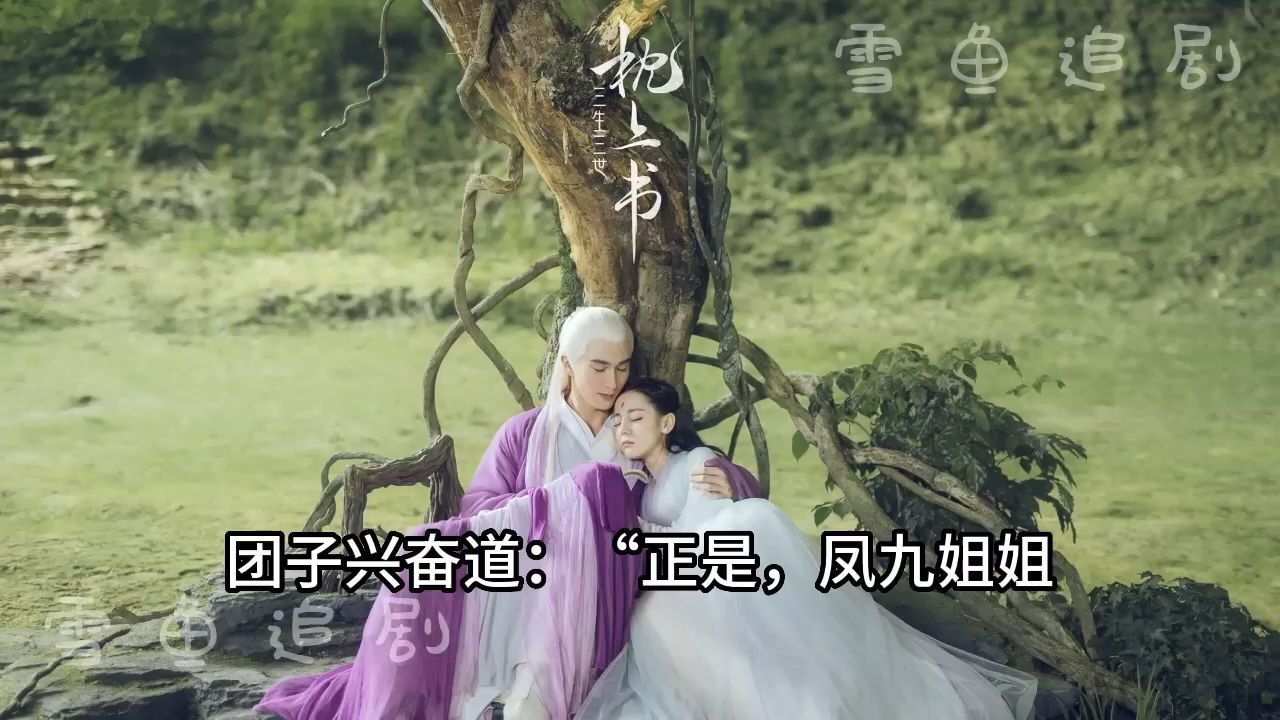 雪鱼追剧
枕上书
三生三世
团子兴奋道：“正是，凤九姐姐
雪鱼追剧